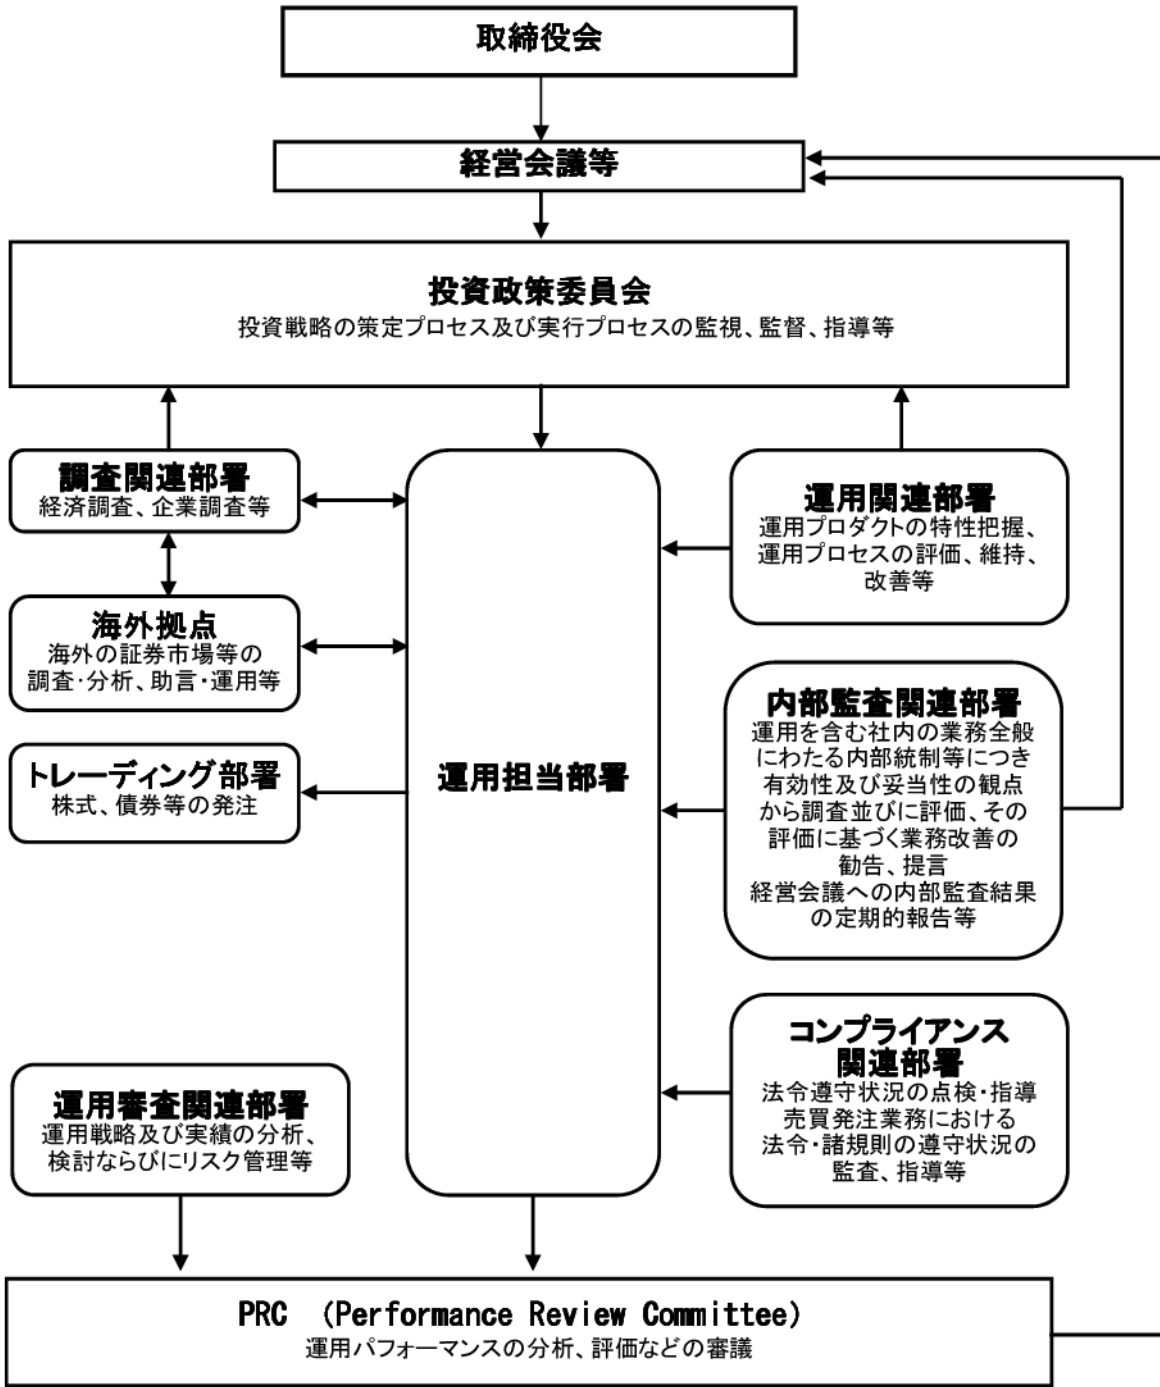 取締役会
経営会議等
投資政策委員会
投資戦略の策定プロセス及び実行プロセスの監視、監督、指導等
調査関連部署
経済調査、企業調査等
海外拠点
海外の証券市場等の
調査・分析、助言・運用等
トレーディング部署
株式、債券等の発注
運用担当部署
運用関連部署
運用プロダクトの特性把握、
運用プロセスの評価、維持、
改善等
内部監査関連部署
運用を含む社内の業務全般
にわたる内部統制等につき
有効性及び妥当性の観点
から調査並びに評価、その
評価に基づく業務改善の
勧告、提言
経営会議への内部監査結果
の定期的報告等
コンプライアンス
関連部署
法令遵守状況の点検・指導
売買発注業務における
法令・諸規則の遵守状況の
監査、指導等
運用審査関連部署
運用戦略及び実績の分析、
検討ならびにリスク管理等
PRC （Performance Review Committee）
運用パフォーマンスの分析、評価などの審議